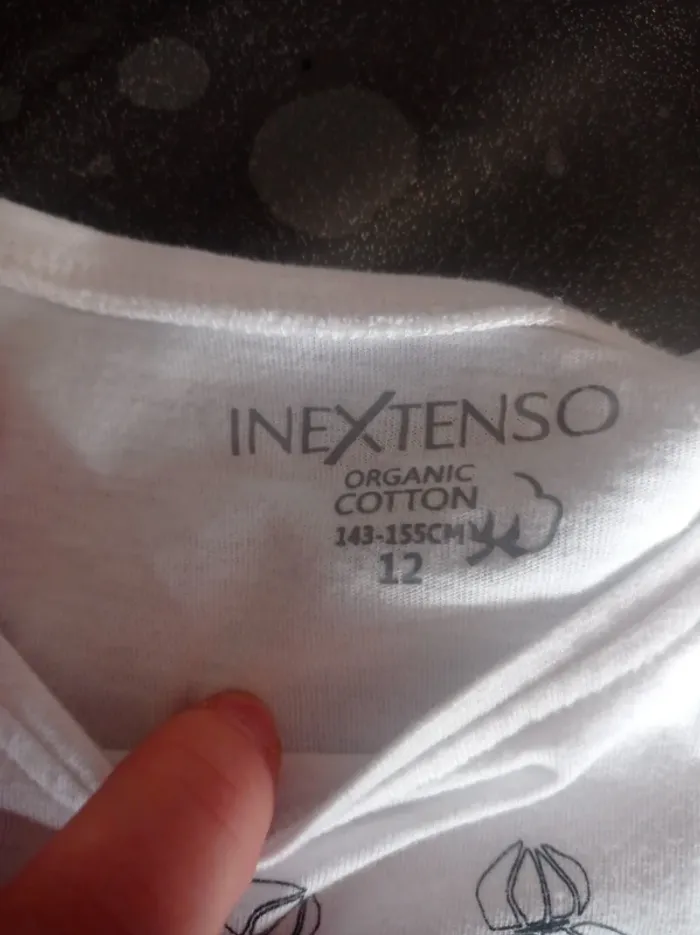 INEXTENSO
ORGANIC
COTTON
143-155CM
12